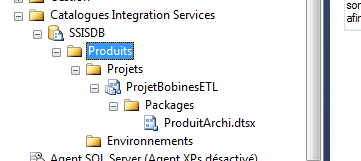 Catalogues Integration Services
SSISDB
Produits
Projets
ProjetBobinesETL
Packages
ProduitArchi.dtsx
Environnements
Agent SQL Server (Agent XPs désactivé)